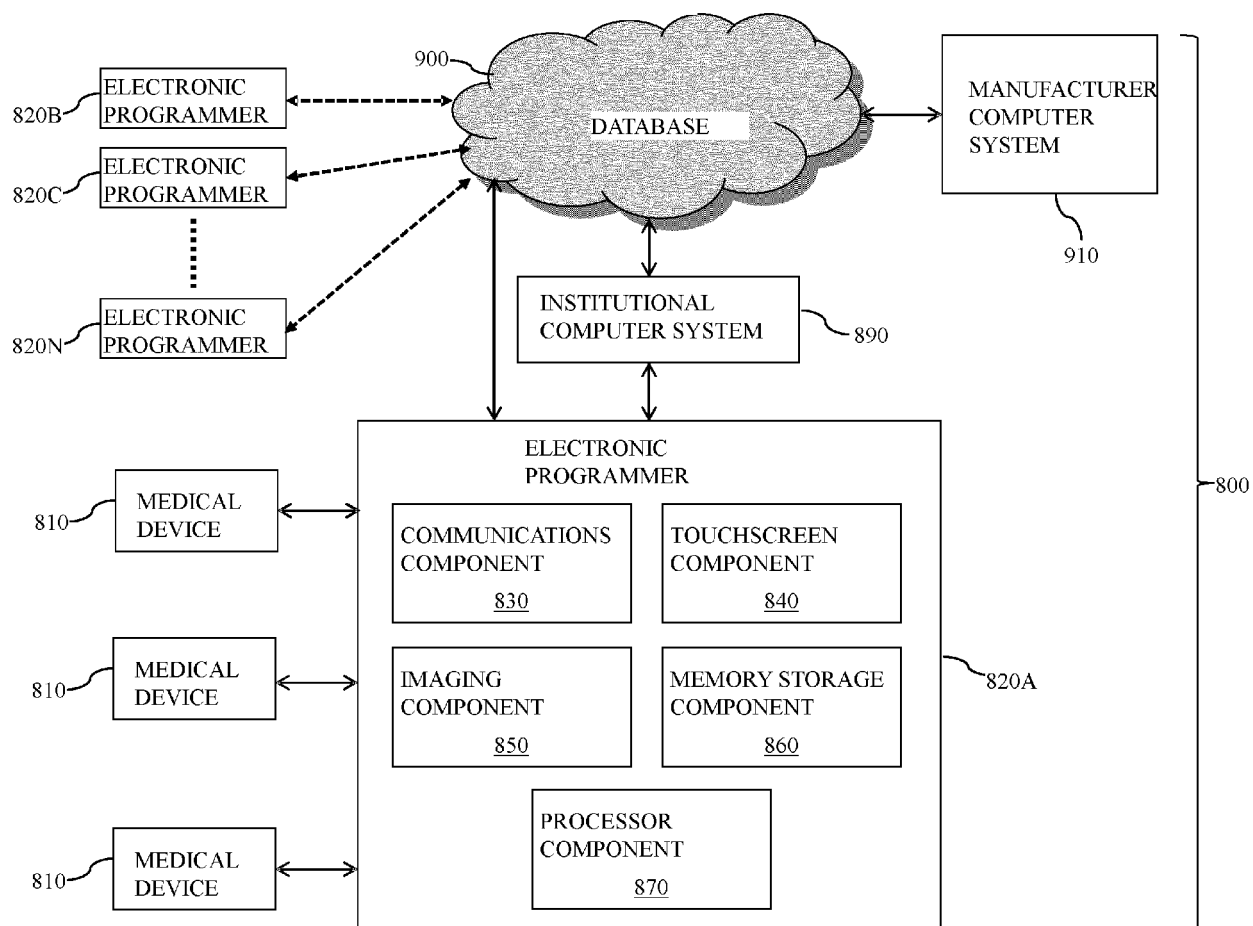 900
ELECTRONIC
PROGRAMMER
820B
ELECTRONIC
PROGRAMMER
820C
ELECTRONIC
PROGRAMMER
820N
DATABASE
MANUFACTURER
COMPUTER
SYSTEM
910
INSTITUTIONAL
COMPUTER SYSTEM
890
800
ELECTRONIC
PROGRAMMER
820A
MEDICAL
DEVICE
810
MEDICAL
DEVICE
810
MEDICAL
DEVICE
810
COMMUNICATIONS
COMPONENT
830
TOUCHSCREEN
COMPONENT
840
IMAGING
COMPONENT
850
MEMORY STORAGE
COMPONENT
860
PROCESSOR
COMPONENT
870